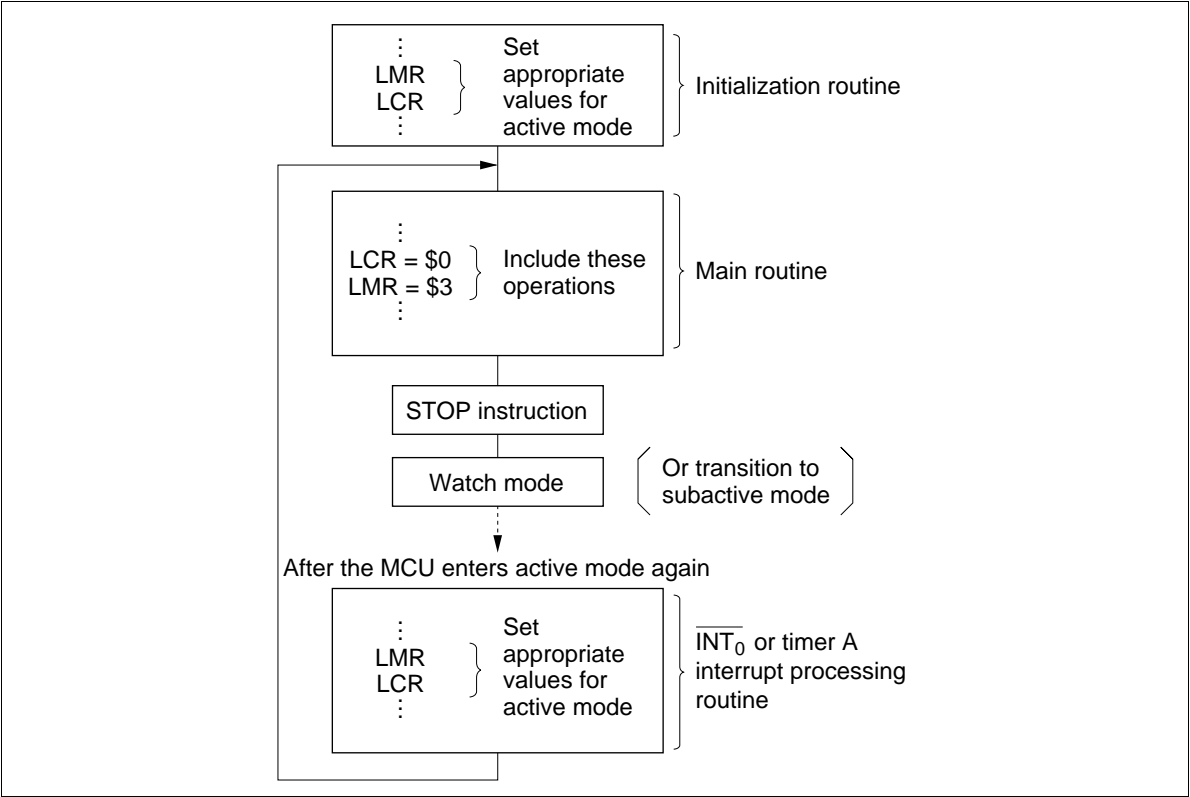 ⋮
LMR
LCR
⋮
Set
appropriate
values for
active mode
Initialization routine
⋮
LCR = $0
LMR = $3
⋮
Include these
operations
Main routine
STOP instruction
Watch mode
Or transition to
subactive mode
After the MCU enters active mode again
⋮
LMR
LCR
⋮
Set
appropriate
values for
active mode
I̅N̅T̅₀ or timer A
interrupt processing
routine